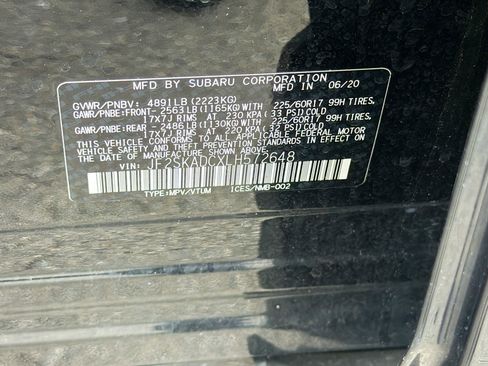 MFD BY SUBARU CORPORATION
MADE IN JAPAN 06/20
GVWR/PNBV: 4891LB(2223KG)
GAWR/PNBE:FRONT- 2563LB(1165KG)WITH 225/60R17 99H TIRES,
17X7J RIMS AT 230 KPA(33 PSI)COLD
GAWR/PNBE:REAR - 2486LB(1130KG)WITH 225/60R17 99H TIRES,
17X7J RIMS AT 220 KPA(32 PSI)COLD
THIS VEHICLE CONFORMS TO ALL APPLICABLE FEDERAL MOTOR
VEHICLE SAFETY AND THEFT PREVENTION STANDARDS IN EFFECT
ON THE DATE OF MANUFACTURE SHOWN ABOVE.
VIN: JF2SKADCXLH572648
TYPE:MPV/VTUM ICES/NMB-002